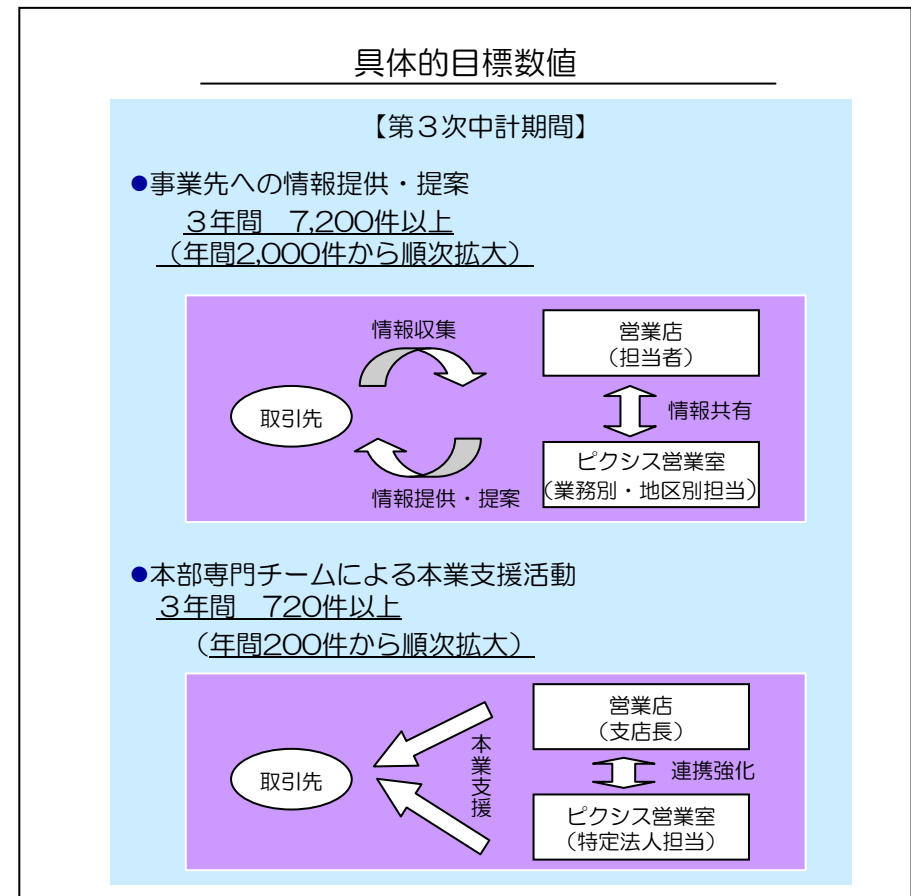 具体的目標数値
【第３次中計期間】
●事業先への情報提供・提案
３年間　7,200件以上
（年間2,000件から順次拡大）
情報収集
営業店
（担当者）
取引先
情報共有
ピクシス営業室
（業務別・地区別担当）
情報提供・提案
●本部専門チームによる本業支援活動
３年間　720件以上
（年間200件から順次拡大）
営業店
（支店長）
本業支援
取引先
連携強化
ピクシス営業室
（特定法人担当）